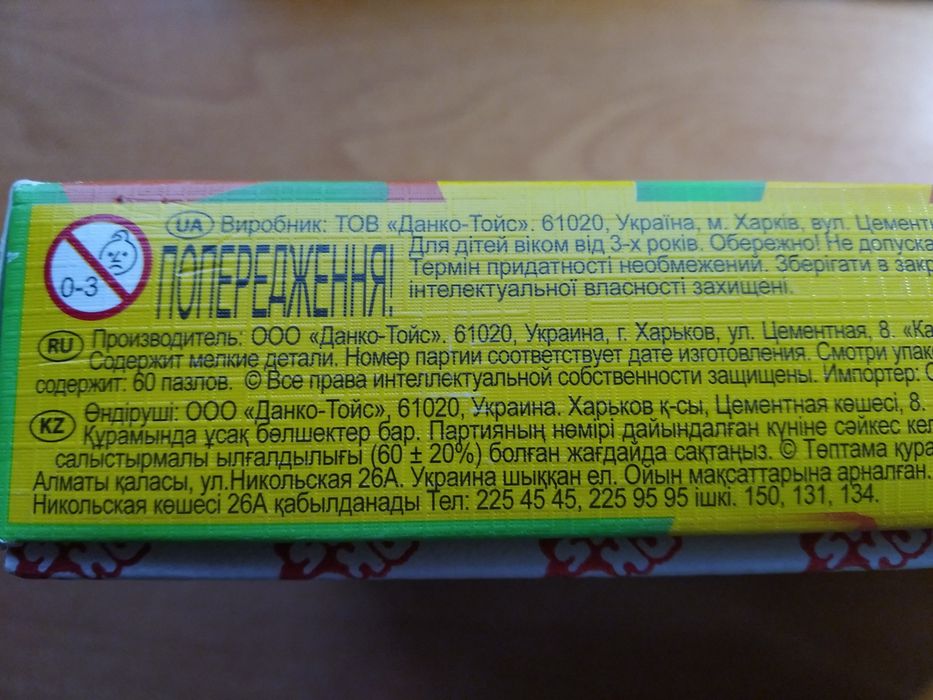 0-3
UA Виробник: ТОВ «Данко-Тойс». 61020, Україна, м. Харків, вул. Цементн
ПОПЕРЕДЖЕННЯ!
Для дітей віком від 3-х років. Обережно! Не допуска
Термін придатності необмежений. Зберігати в закр
інтелектуальної власності захищені.
RU Производитель: ООО «Данко-Тойс». 61020, Украина, г. Харьков, ул. Цементная, 8. «Ка
Содержит мелкие детали. Номер партии соответствует дате изготовления. Смотри упак
содержит: 60 пазлов. © Все права интеллектуальной собственности защищены. Импортер: О
KZ Өндіруші: ООО «Данко-Тойс», 61020, Украина. Харьков қ-сы, Цементная көшесі, 8.
Құрамында ұсақ бөлшектер бар. Партияның нөмірі дайындалған күніне сәйкес кел
салыстырмалы ылғалдылығы (60 ± 20%) болған жағдайда сақтаңыз. © Топтама құра
Алматы қаласы, ул.Никольская 26А. Украина шыққан ел. Ойын мақсаттарына арналған.
Никольская көшесі 26А қабылданады Тел: 225 45 45, 225 95 95 ішкі. 150, 131, 134.